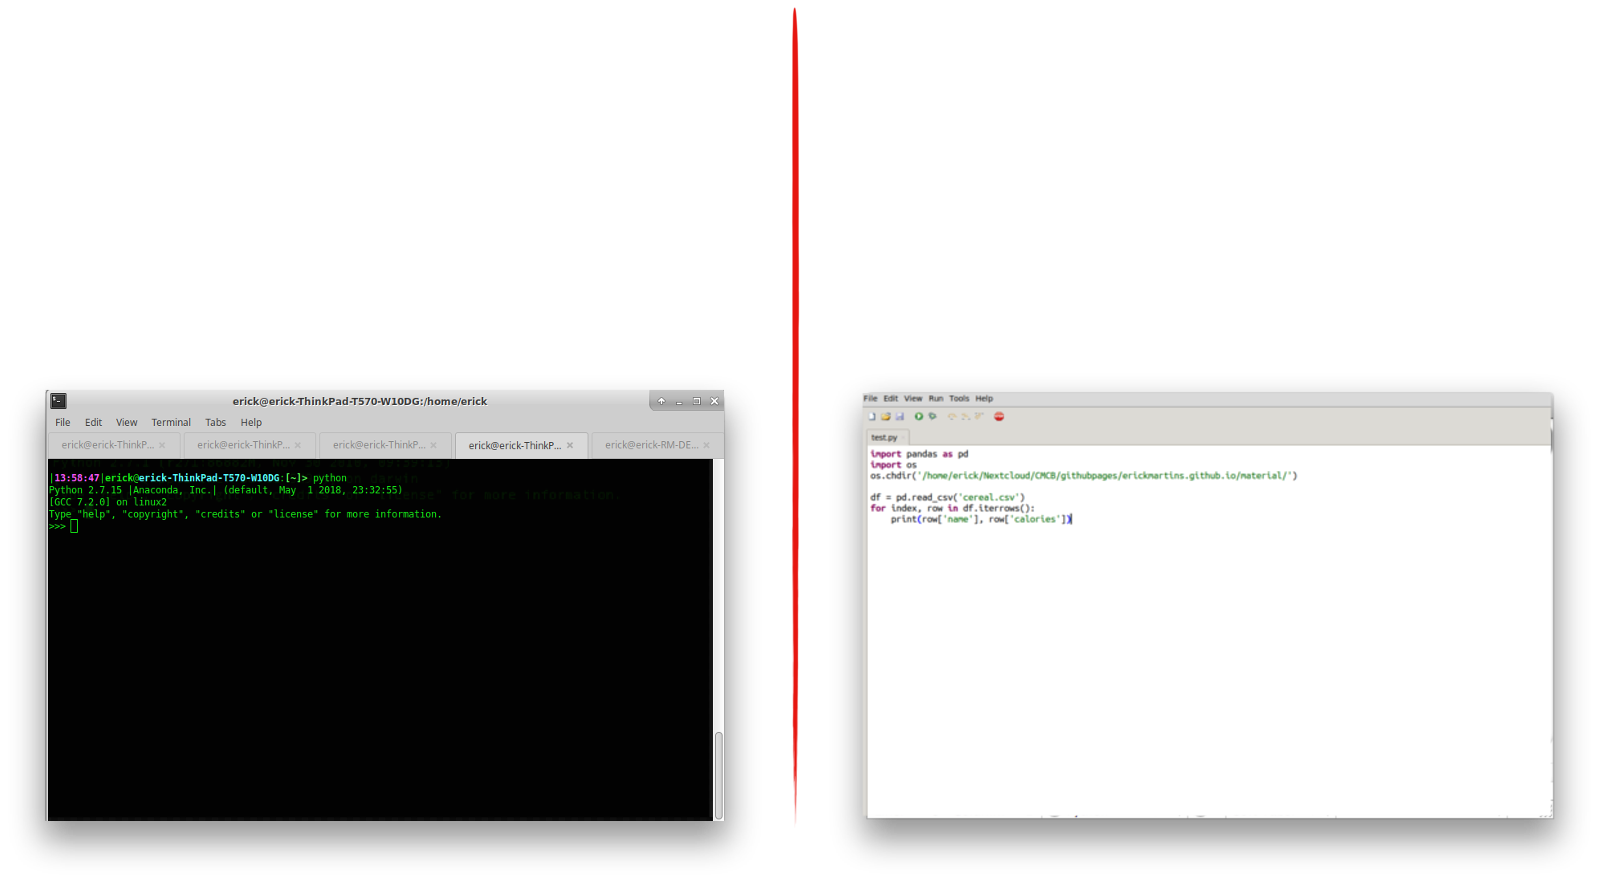 erick@erick-ThinkPad-T570-W10DG:/home/erick
File Edit View Terminal Tabs Help
erick@erick-ThinkP... erick@erick-ThinkP... erick@erick-ThinkP... erick@erick-ThinkP... erick@erick-RM-DE...
|13:58:47|erick@erick-ThinkPad-T570-W10DG:[~]> python
Python 2.7.15 |Anaconda, Inc.| (default, May  1 2018, 23:32:55)
[GCC 7.2.0] on linux2
Type "help", "copyright", "credits" or "license" for more information.
>>>
File Edit View Run Tools Help
test.py
import pandas as pd
import os
os.chdir('/home/erick/Nextcloud/CMCB/githubpages/erickmartins.github.io/material/')
df = pd.read_csv('cereal.csv')
for index, row in df.iterrows():
    print(row['name'], row['calories'])